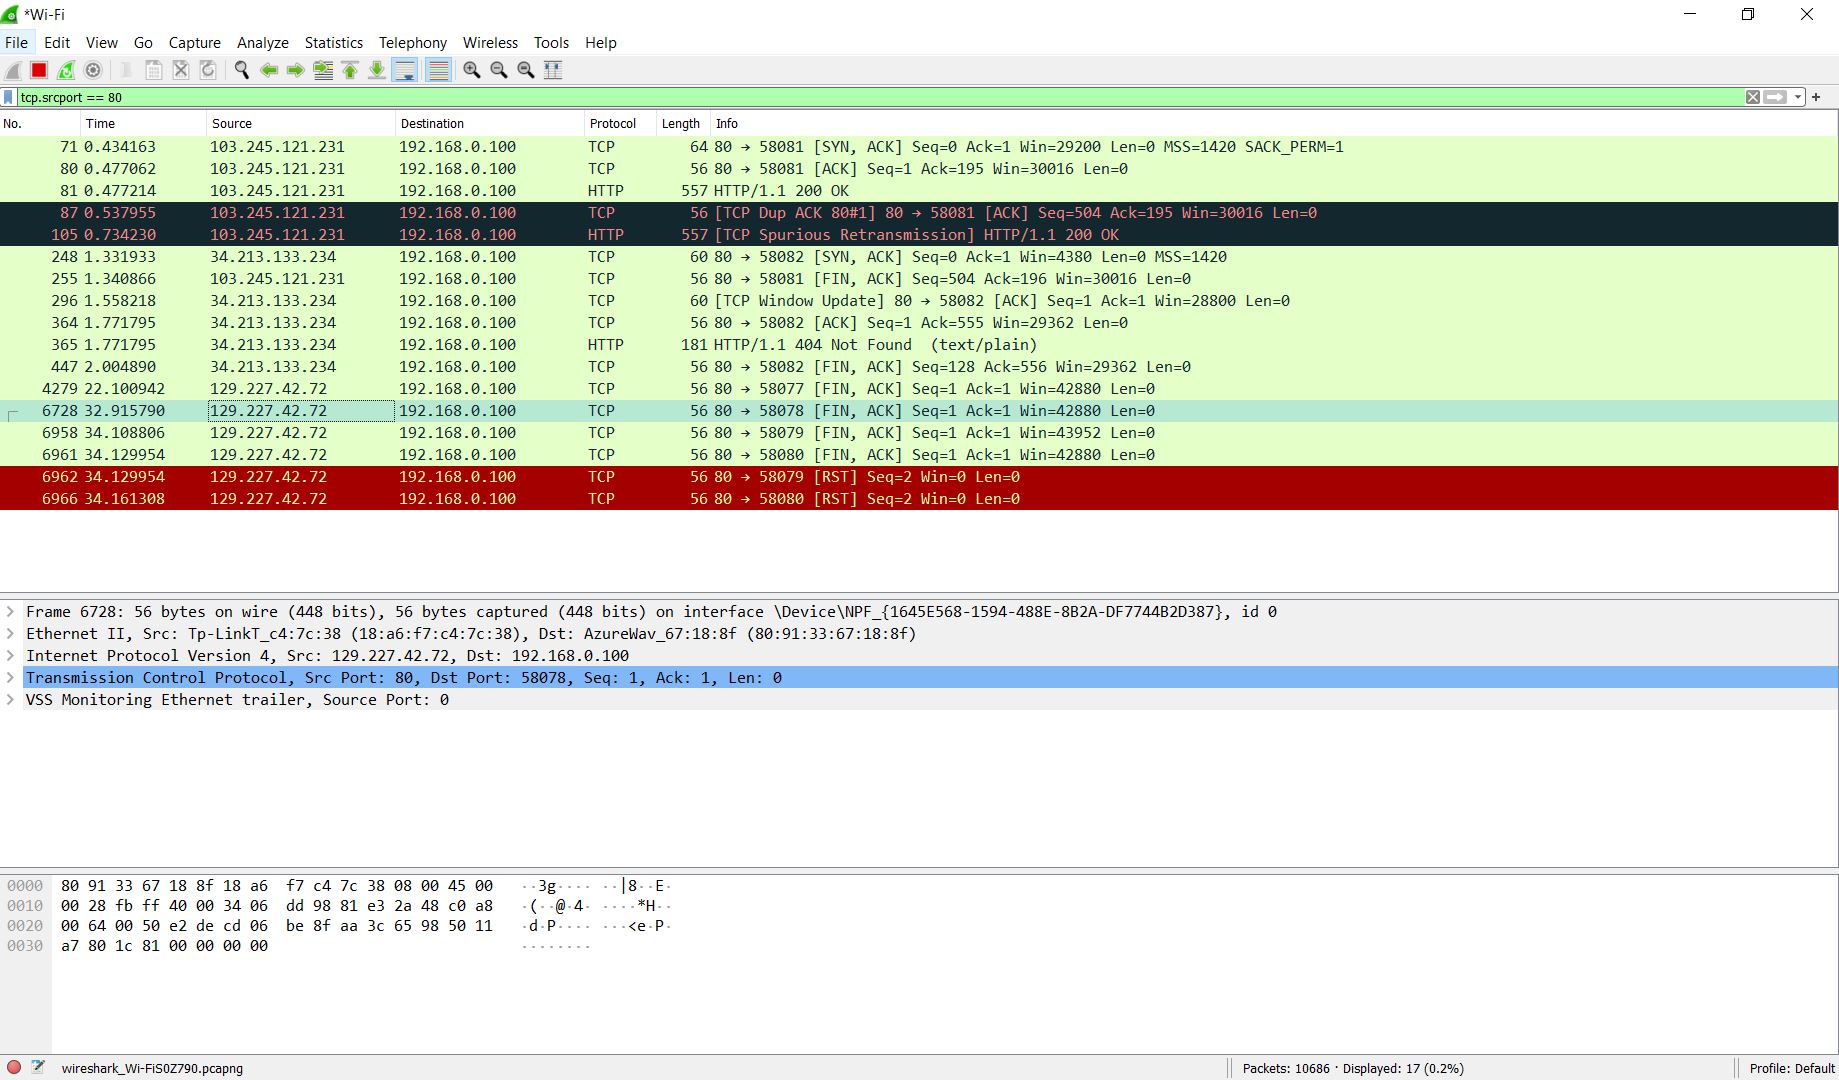 *Wi-Fi
File Edit View Go Capture Analyze Statistics Telephony Wireless Tools Help
tcp.srcport == 80
No. Time Source Destination Protocol Length Info
71 0.434163 103.245.121.231 192.168.0.100 TCP 64 80 → 58081 [SYN, ACK] Seq=0 Ack=1 Win=29200 Len=0 MSS=1420 SACK_PERM=1
80 0.477062 103.245.121.231 192.168.0.100 TCP 56 80 → 58081 [ACK] Seq=1 Ack=195 Win=30016 Len=0
81 0.477214 103.245.121.231 192.168.0.100 HTTP 557 HTTP/1.1 200 OK
87 0.537955 103.245.121.231 192.168.0.100 TCP 56 [TCP Dup ACK 80#1] 80 → 58081 [ACK] Seq=504 Ack=195 Win=30016 Len=0
105 0.734230 103.245.121.231 192.168.0.100 HTTP 557 [TCP Spurious Retransmission] HTTP/1.1 200 OK
248 1.331933 34.213.133.234 192.168.0.100 TCP 60 80 → 58082 [SYN, ACK] Seq=0 Ack=1 Win=4380 Len=0 MSS=1420
255 1.340866 103.245.121.231 192.168.0.100 TCP 56 80 → 58081 [FIN, ACK] Seq=504 Ack=196 Win=30016 Len=0
296 1.558218 34.213.133.234 192.168.0.100 TCP 60 [TCP Window Update] 80 → 58082 [ACK] Seq=1 Ack=1 Win=28800 Len=0
364 1.771795 34.213.133.234 192.168.0.100 TCP 56 80 → 58082 [ACK] Seq=1 Ack=555 Win=29362 Len=0
365 1.771795 34.213.133.234 192.168.0.100 HTTP 181 HTTP/1.1 404 Not Found (text/plain)
447 2.004890 34.213.133.234 192.168.0.100 TCP 56 80 → 58082 [FIN, ACK] Seq=128 Ack=556 Win=29362 Len=0
4279 22.100942 129.227.42.72 192.168.0.100 TCP 56 80 → 58077 [FIN, ACK] Seq=1 Ack=1 Win=42880 Len=0
6728 32.915790 129.227.42.72 192.168.0.100 TCP 56 80 → 58078 [FIN, ACK] Seq=1 Ack=1 Win=42880 Len=0
6958 34.108806 129.227.42.72 192.168.0.100 TCP 56 80 → 58079 [FIN, ACK] Seq=1 Ack=1 Win=43952 Len=0
6961 34.129954 129.227.42.72 192.168.0.100 TCP 56 80 → 58080 [FIN, ACK] Seq=1 Ack=1 Win=42880 Len=0
6962 34.129954 129.227.42.72 192.168.0.100 TCP 56 80 → 58079 [RST] Seq=2 Win=0 Len=0
6966 34.161308 129.227.42.72 192.168.0.100 TCP 56 80 → 58080 [RST] Seq=2 Win=0 Len=0
Frame 6728: 56 bytes on wire (448 bits), 56 bytes captured (448 bits) on interface \Device\NPF_{1645E568-1594-488E-8B2A-DF7744B2D387}, id 0
Ethernet II, Src: Tp-LinkT_c4:7c:38 (18:a6:f7:c4:7c:38), Dst: AzureWav_67:18:8f (80:91:33:67:18:8f)
Internet Protocol Version 4, Src: 129.227.42.72, Dst: 192.168.0.100
Transmission Control Protocol, Src Port: 80, Dst Port: 58078, Seq: 1, Ack: 1, Len: 0
VSS Monitoring Ethernet trailer, Source Port: 0
0000 80 91 33 67 18 8f 18 a6 f7 c4 7c 38 08 00 45 00 ··3g···· ··|8··E·
0010 00 28 fb ff 40 00 34 06 dd 98 81 e3 2a 48 c0 a8 ·(··@·4· ····*H··
0020 00 64 00 50 e2 de cd 06 be 8f aa 3c 65 98 50 11 ·d·P···· ···<e·P·
0030 a7 80 1c 81 00 00 00 00 ········
wireshark_Wi-FiS0Z790.pcapng Packets: 10686 · Displayed: 17 (0.2%) Profile: Default